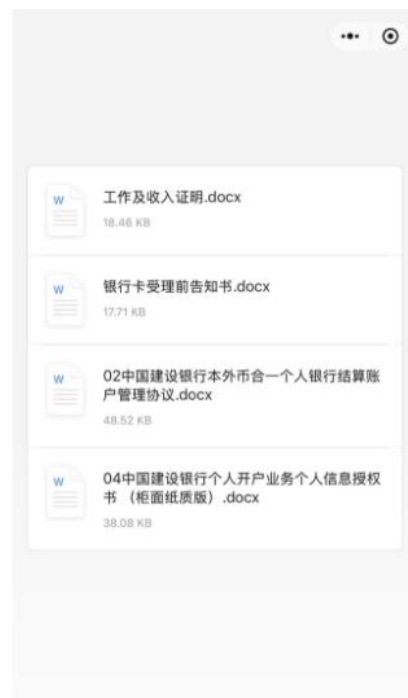 工作及收入证明.docx
18.46 KB
银行卡受理前告知书.docx
17.71 KB
02中国建设银行本外币合一个人银行结算账
户管理协议.docx
48.52 KB
04中国建设银行个人开户业务个人信息授权
书 （柜面纸质版）.docx
38.08 KB